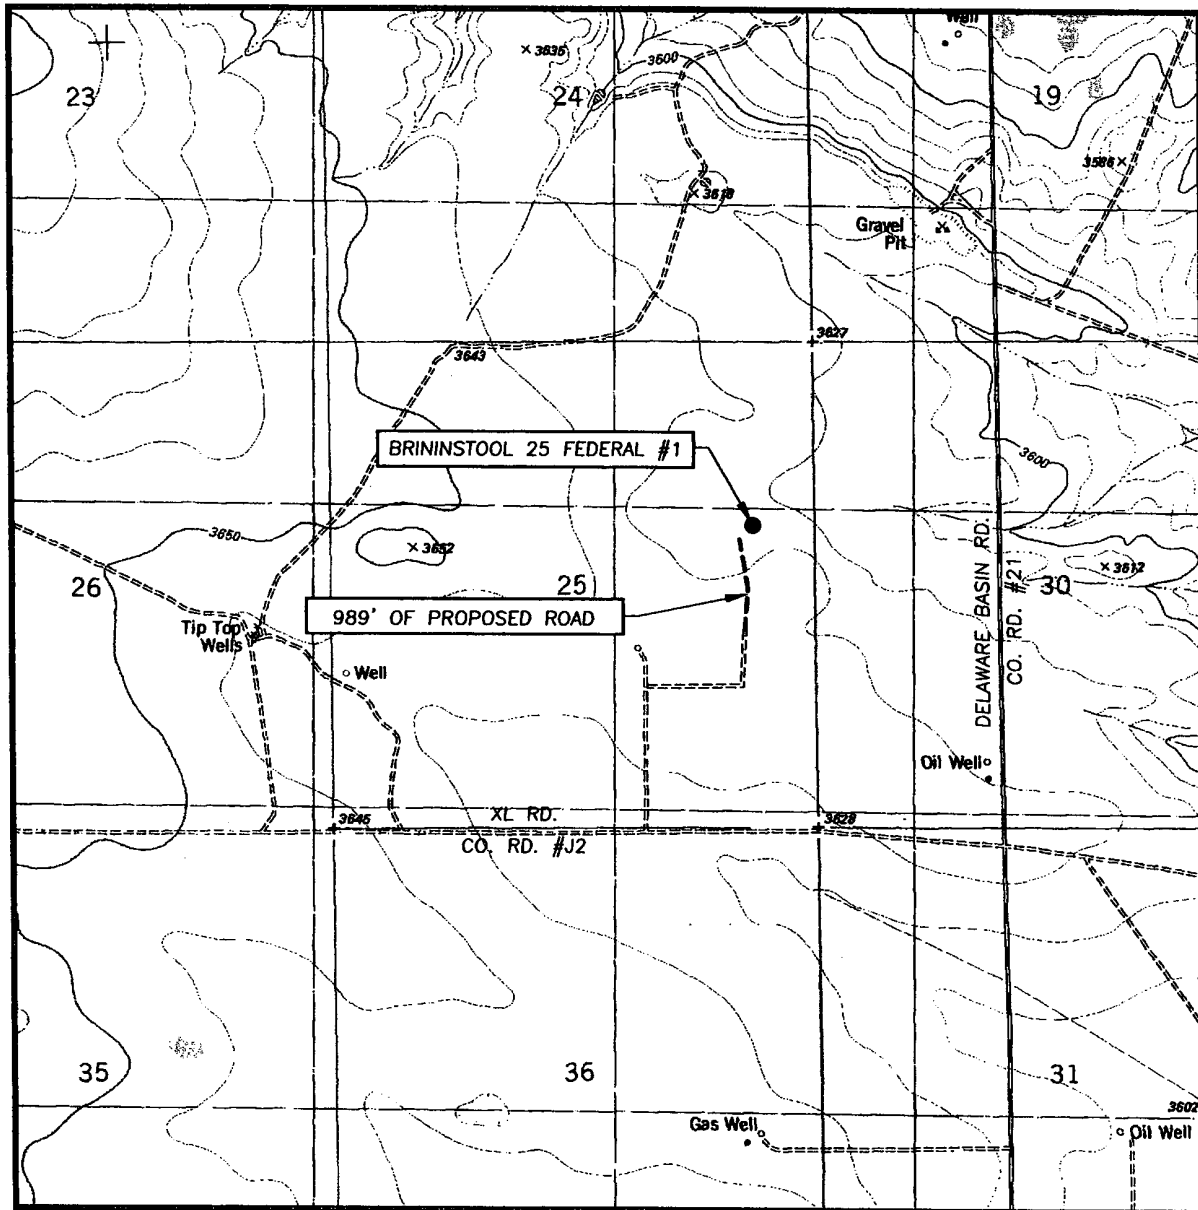 Well
23
3635
24
3600
19
3586
3618
Gravel
Pit
3627
3643
BRININSTOOL 25 FEDERAL #1
3600
3650
3652
DELAWARE BASIN RD.
CO. RD. #21
26
25
30
3612
989' OF PROPOSED ROAD
Tip Top
Wells
Well
Oil Well
3645
XL RD.
3628
CO. RD. #J2
35
36
31
3602
Gas Well
Oil Well